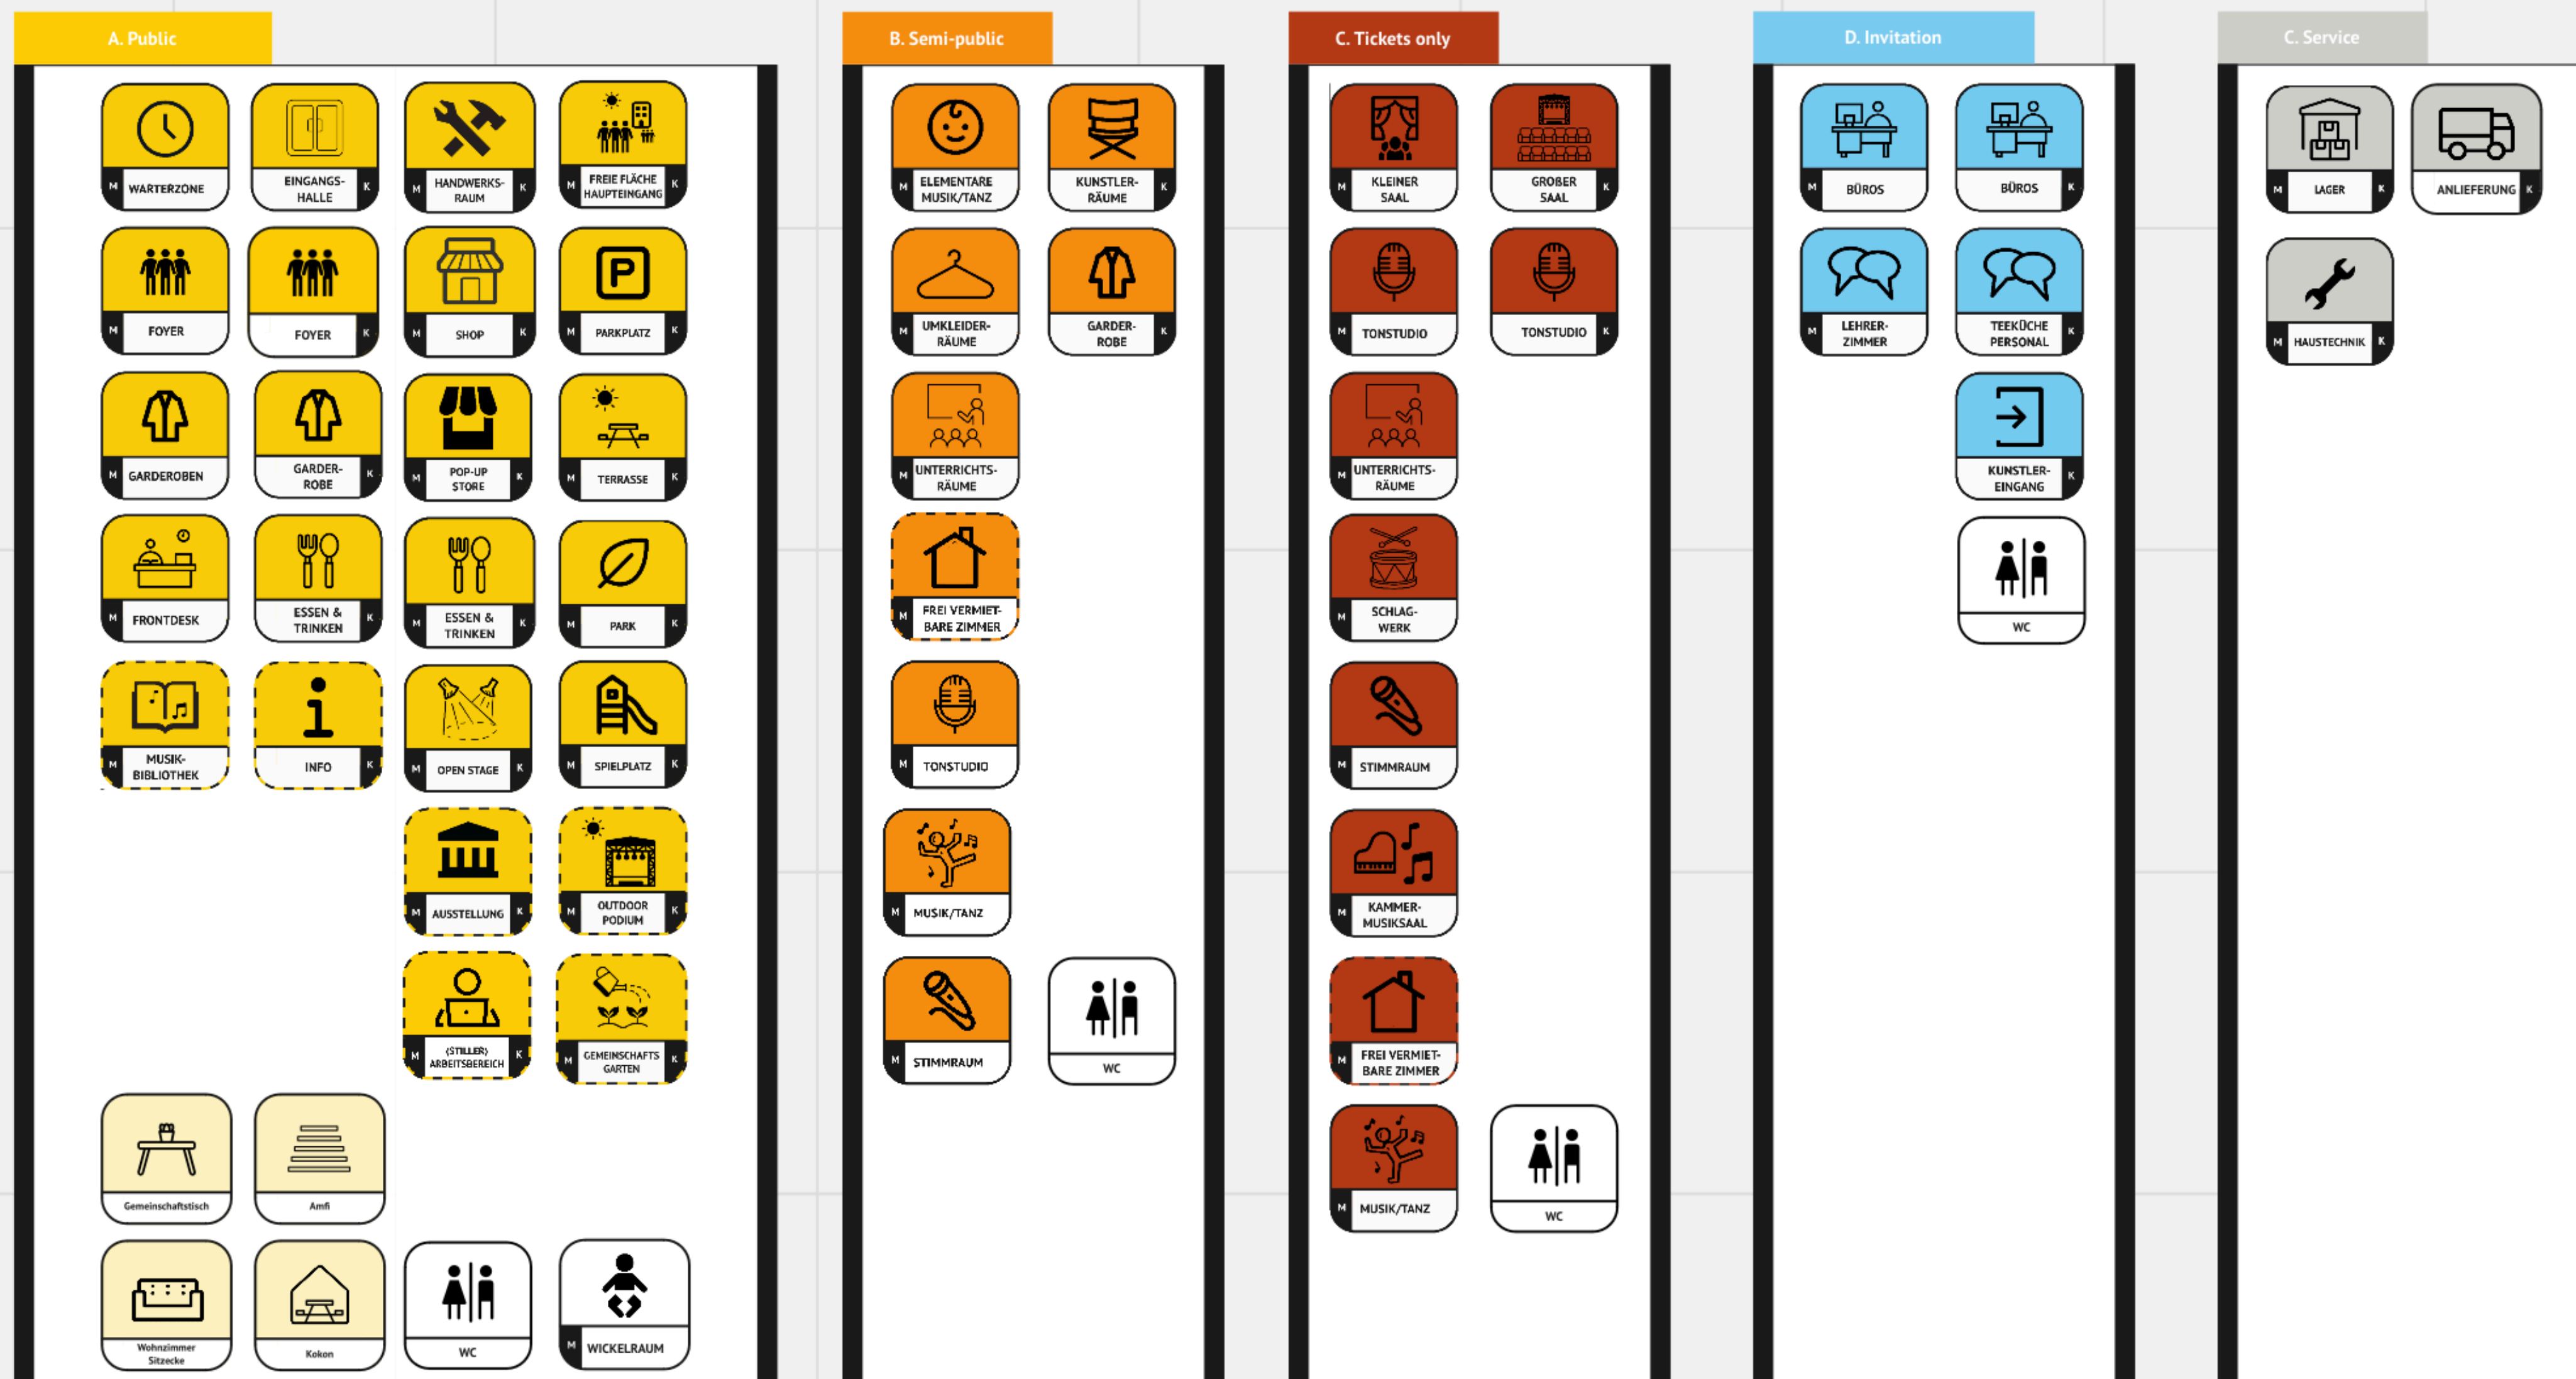 A. Public
M WARTERZONE
EINGANGS-
HALLE K
M HANDWERKS-
RAUM K
M FREIE FLÄCHE
HAUPTEINGANG K
M FOYER
FOYER K
M SHOP K
M P PARKPLATZ K
M GARDEROBEN
GARDER-
ROBE K
M POP-UP
STORE K
M TERRASSE K
M FRONTDESK
ESSEN &
TRINKEN K
M ESSEN &
TRINKEN K
M PARK K
M MUSIK-
BIBLIOTHEK
i
INFO K
M OPEN STAGE K
M SPIELPLATZ K
M AUSSTELLUNG K
M OUTDOOR
PODIUM K
M (STILLER)
ARBEITSBEREICH K
M GEMEINSCHAFTS
GARTEN K
Gemeinschaftstisch
Amfi
Wohnzimmer
Sitzecke
Kokon
WC
M WICKELRAUM
B. Semi-public
M ELEMENTARE
MUSIK/TANZ
KUNSTLER-
RÄUME K
M UMKLEIDER-
RÄUME
GARDER-
ROBE K
M UNTERRICHTS-
RÄUME
M FREI VERMIET-
BARE ZIMMER
M TONSTUDIO
M MUSIK/TANZ
M STIMMRAUM
WC
C. Tickets only
M KLEINER
SAAL
GROßER
SAAL K
M TONSTUDIO
TONSTUDIO K
M UNTERRICHTS-
RÄUME
M SCHLAG-
WERK
M STIMMRAUM
M KAMMER-
MUSIKSAAL
M FREI VERMIET-
BARE ZIMMER
M MUSIK/TANZ
WC
D. Invitation
M BÜROS
BÜROS K
M LEHRER-
ZIMMER
TEEKÜCHE
PERSONAL K
KUNSTLER-
EINGANG K
WC
C. Service
M LAGER K
ANLIEFERUNG K
M HAUSTECHNIK K